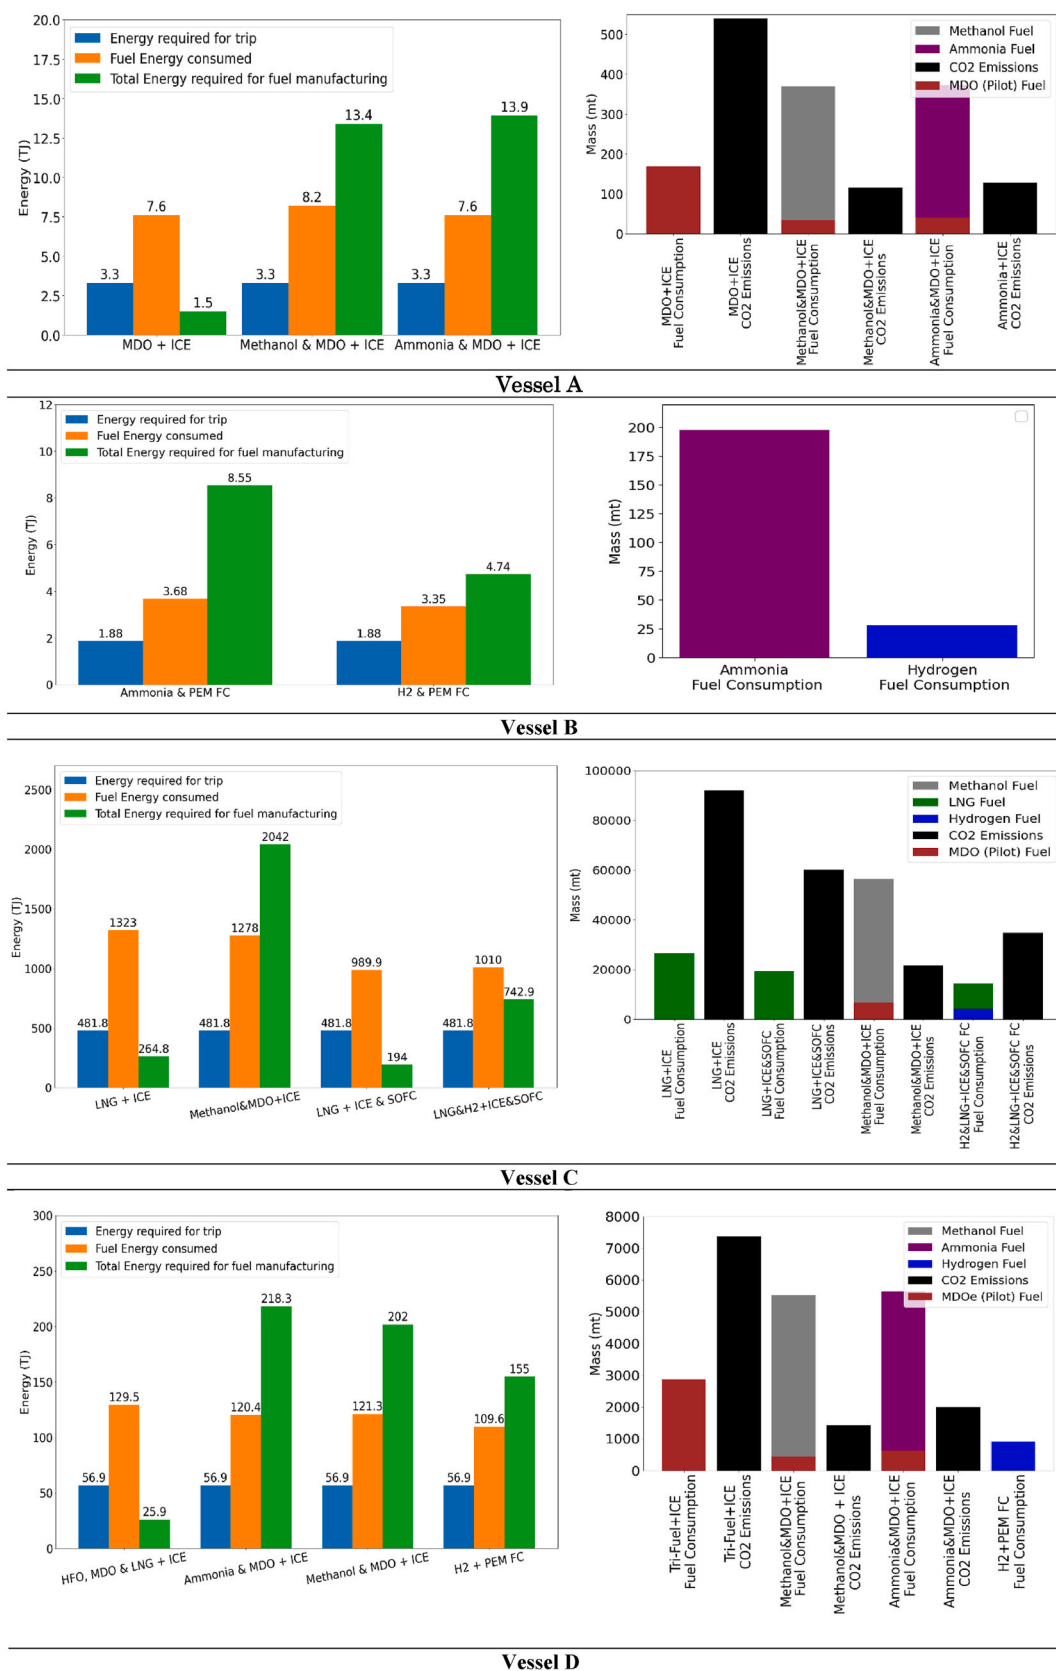 20.0
17.5
15.0
12.5
10.0
7.5
5.0
2.5
0.0
Energy (TJ)
Energy required for trip
Fuel Energy consumed
Total Energy required for fuel manufacturing
3.3
7.6
1.5
3.3
8.2
13.4
3.3
7.6
13.9
MDO + ICE
Methanol & MDO + ICE
Ammonia & MDO + ICE
500
400
300
200
100
0
Mass (mt)
Methanol Fuel
Ammonia Fuel
CO2 Emissions
MDO (Pilot) Fuel
MDO+ICE
Fuel Consumption
MDO+ICE
CO2 Emissions
Methanol&MDO+ICE
Fuel Consumption
Methanol&MDO+ICE
CO2 Emissions
Ammonia&MDO+ICE
Fuel Consumption
Ammonia+ICE
CO2 Emissions
Vessel A
12
10
8
6
4
2
0
Energy (TJ)
Energy required for trip
Fuel Energy consumed
Total Energy required for fuel manufacturing
1.88
3.68
8.55
1.88
3.35
4.74
Ammonia & PEM FC
H2 & PEM FC
200
175
150
125
100
75
50
25
0
Mass (mt)
Ammonia
Fuel Consumption
Hydrogen
Fuel Consumption
Vessel B
2500
2000
1500
1000
500
0
Energy (TJ)
Energy required for trip
Fuel Energy consumed
Total Energy required for fuel manufacturing
481.8
1323
264.8
481.8
1278
2042
481.8
989.9
194
481.8
1010
742.9
LNG + ICE
Methanol&MDO+ICE
LNG + ICE & SOFC
LNG&H2+ICE&SOFC
100000
80000
60000
40000
20000
0
Mass (mt)
Methanol Fuel
LNG Fuel
Hydrogen Fuel
CO2 Emissions
MDO (Pilot) Fuel
LNG+ICE
Fuel Consumption
LNG+ICE
CO2 Emissions
LNG+ICE&SOFC
Fuel Consumption
LNG+ICE&SOFC
CO2 Emissions
Methanol&MDO+ICE
Fuel Consumption
Methanol&MDO+ICE
CO2 Emissions
H2&LNG+ICE&SOFC FC
Fuel Consumption
H2&LNG+ICE&SOFC FC
CO2 Emissions
Vessel C
300
250
200
150
100
50
0
Energy (TJ)
Energy required for trip
Fuel Energy consumed
Total Energy required for fuel manufacturing
56.9
129.5
25.9
56.9
120.4
218.3
56.9
121.3
202
56.9
109.6
155
HFO, MDO & LNG + ICE
Ammonia & MDO + ICE
Methanol & MDO + ICE
H2 + PEM FC
8000
7000
6000
5000
4000
3000
2000
1000
0
Mass (mt)
Methanol Fuel
Ammonia Fuel
Hydrogen Fuel
CO2 Emissions
MDOe (Pilot) Fuel
Tri-Fuel+ICE
Fuel Consumption
Tri-Fuel+ICE
CO2 Emissions
Methanol&MDO+ICE
Fuel Consumption
Methanol&MDO + ICE
CO2 Emissions
Ammonia&MDO+ICE
Fuel Consumption
Ammonia&MDO+ICE
CO2 Emissions
H2+PEM FC
Fuel Consumption
Vessel D